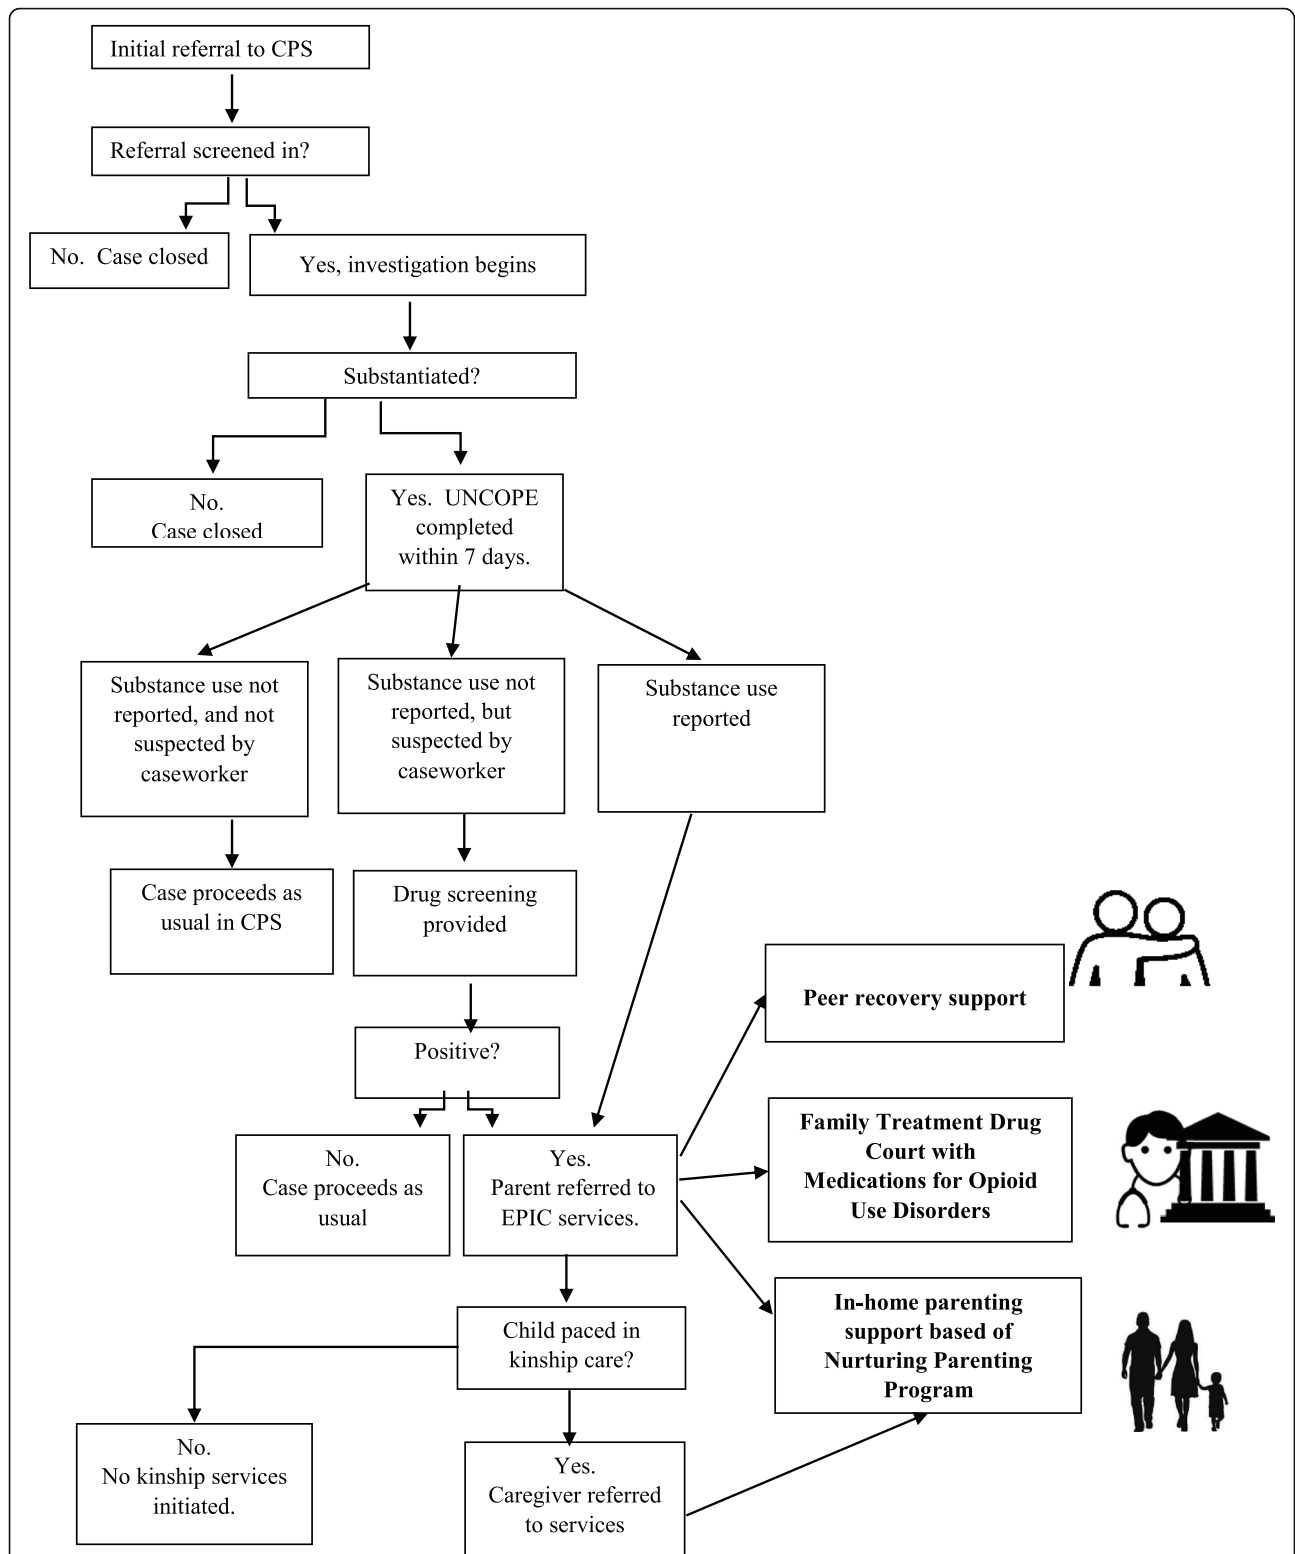 Initial referral to CPS
Referral screened in?
No.  Case closed
Yes, investigation begins
Substantiated?
No.
Case closed
Yes.  UNCOPE
completed
within 7 days.
Substance use not
reported, and not
suspected by
caseworker
Substance use not
reported, but
suspected by
caseworker
Substance use
reported
Case proceeds as
usual in CPS
Drug screening
provided
Positive?
No.
Case proceeds as
usual
Yes.
Parent referred to
EPIC services.
Peer recovery support
Family Treatment Drug
Court with
Medications for Opioid
Use Disorders
In-home parenting
support based of
Nurturing Parenting
Program
Child paced in
kinship care?
No.
No kinship services
initiated.
Yes.
Caregiver referred
to services